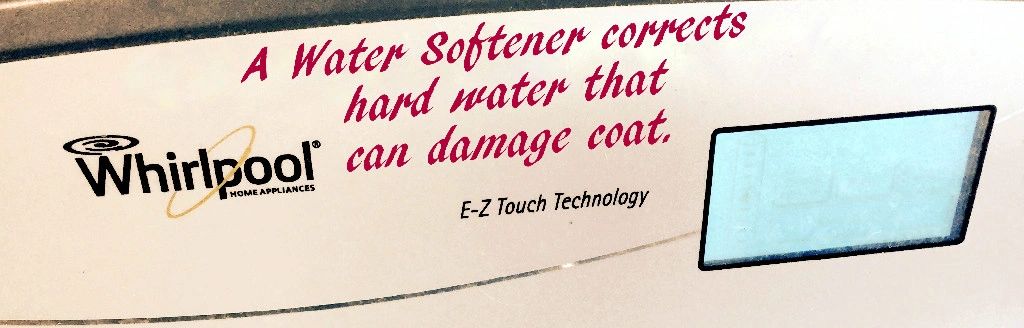 A Water Softener corrects
hard water that
can damage coat.
Whirlpool®
HOME APPLIANCES
E-Z Touch Technology